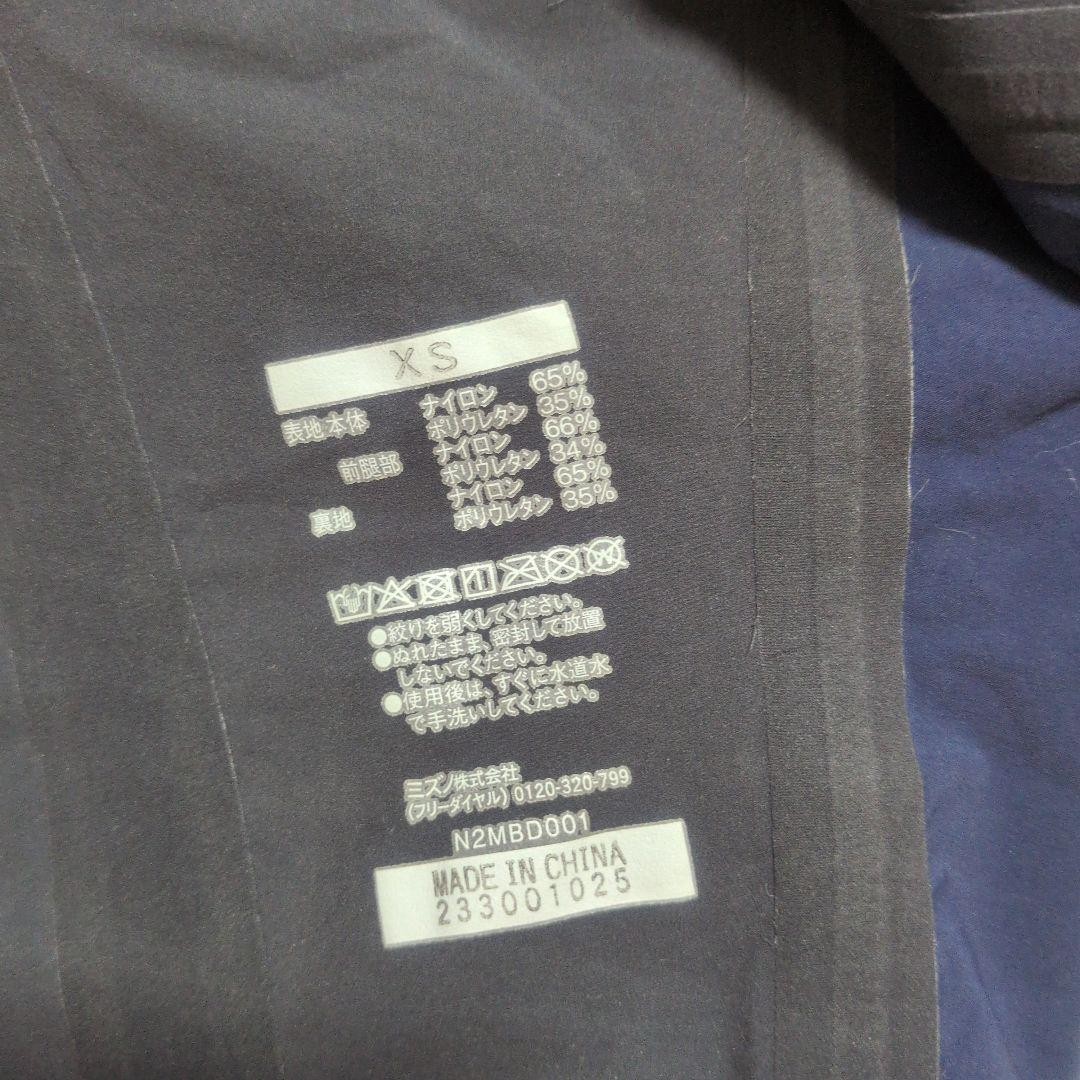 XS
表地 本体 ナイロン 65%
ポリウレタン 35%
前腿部 ナイロン 66%
ポリウレタン 34%
裏地 ナイロン 65%
ポリウレタン 35%
●絞りを弱くしてください。
●ぬれたまま、密封して放置
しないでください。
●使用後は、すぐに水道水
で手洗いしてください。
ミズノ株式会社
(フリーダイヤル) 0120-320-799
N2MBD001
MADE IN CHINA
233001025